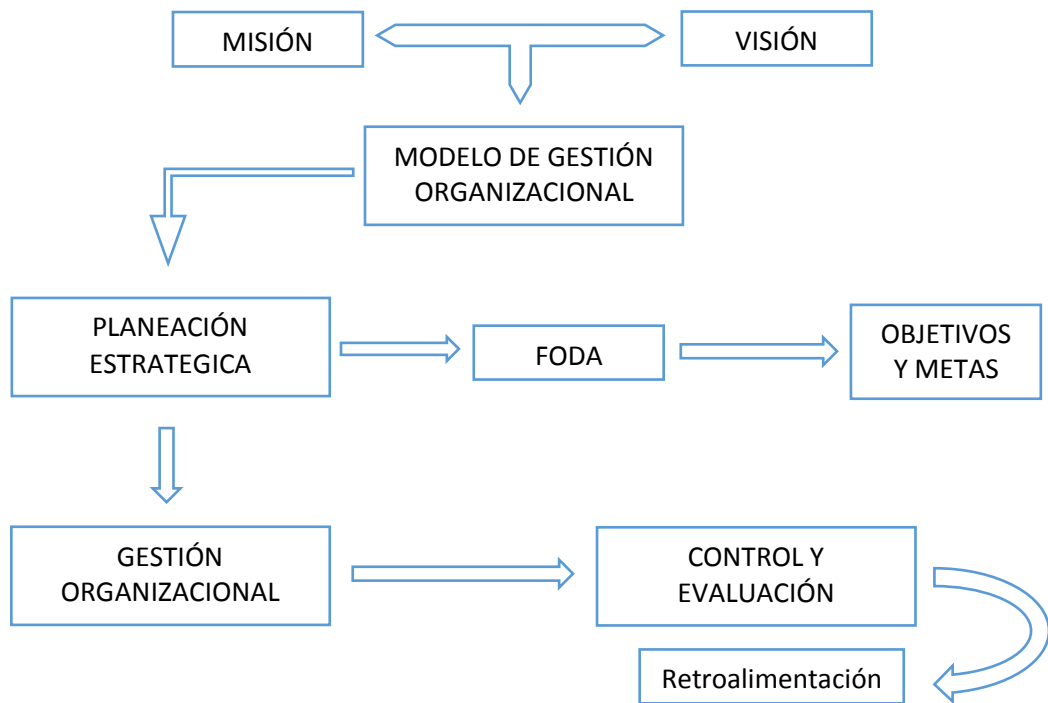 MISIÓN
VISIÓN
MODELO DE GESTIÓN
ORGANIZACIONAL
PLANEACIÓN
ESTRATEGICA
FODA
OBJETIVOS
Y METAS
GESTIÓN
ORGANIZACIONAL
CONTROL Y
EVALUACIÓN
Retroalimentación